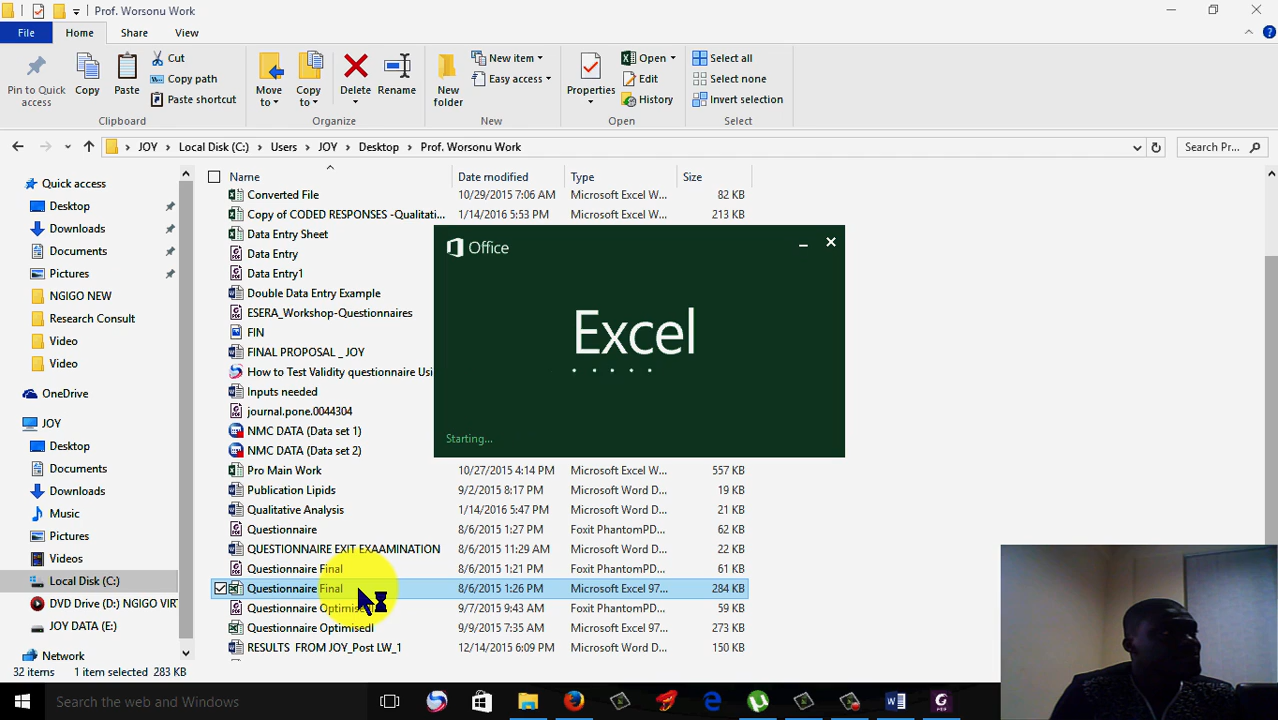 Prof. Worsonu Work
File Home Share View
Pin to Quick access
Copy
Paste
Cut
Copy path
Paste shortcut
Clipboard
Move to
Copy to
Delete
Rename
Organize
New folder
New item
Easy access
New
Properties
Open
Edit
History
Open
Select all
Select none
Invert selection
Select
JOY Local Disk (C:) Users JOY Desktop Prof. Worsonu Work
Search Pr...
Quick access
Desktop
Downloads
Documents
Pictures
NGIGO NEW
Research Consult
Video
Video
OneDrive
JOY
Desktop
Documents
Downloads
Music
Pictures
Videos
Local Disk (C:)
DVD Drive (D:) NGIGO VIRT
JOY DATA (E:)
Network
Name Date modified Type Size
Converted File 10/29/2015 7:06 AM Microsoft Excel W... 82 KB
Copy of CODED RESPONSES -Qualitati... 1/14/2016 5:53 PM Microsoft Excel W... 213 KB
Data Entry Sheet
Data Entry
Data Entry1
Double Data Entry Example
ESERA_Workshop-Questionnaires
FIN
FINAL PROPOSAL _ JOY
How to Test Validity questionnaire Usi
Inputs needed
journal.pone.0044304
NMC DATA (Data set 1)
NMC DATA (Data set 2)
Pro Main Work 10/27/2015 4:14 PM Microsoft Excel W... 557 KB
Publication Lipids 9/2/2015 8:17 PM Microsoft Word D... 19 KB
Qualitative Analysis 1/14/2016 5:47 PM Microsoft Word D... 21 KB
Questionnaire 8/6/2015 1:27 PM Foxit PhantomPD... 62 KB
QUESTIONNAIRE EXIT EXAAMINATION 8/6/2015 11:29 AM Microsoft Word D... 22 KB
Questionnaire Final 8/6/2015 1:21 PM Foxit PhantomPD... 61 KB
Questionnaire Final 8/6/2015 1:26 PM Microsoft Excel 97... 284 KB
Questionnaire Optimisedl 9/7/2015 9:43 AM Foxit PhantomPD... 59 KB
Questionnaire Optimisedl 9/9/2015 7:35 AM Microsoft Excel 97... 273 KB
RESULTS FROM JOY_Post LW_1 12/14/2015 6:09 PM Microsoft Word D... 150 KB
Office
Excel
Starting...
32 items 1 item selected 283 KB
Search the web and Windows